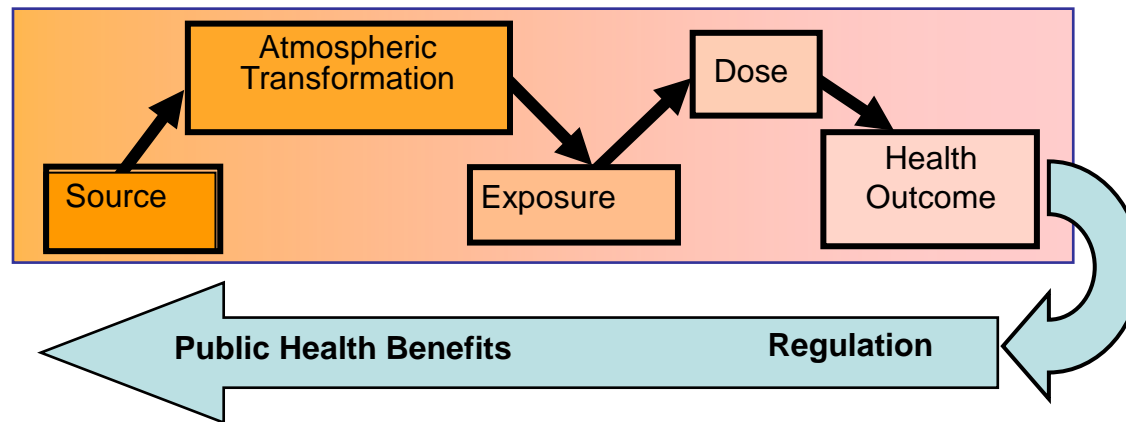 Atmospheric
Transformation
Dose
Source
Exposure
Health
Outcome
Public Health Benefits
Regulation